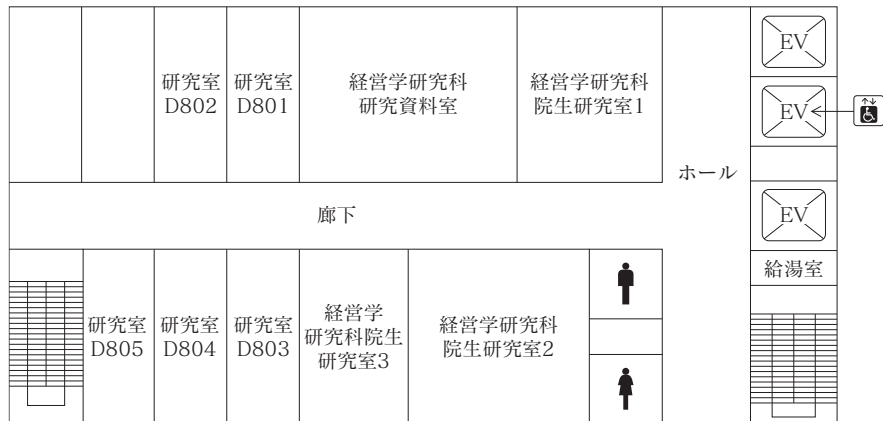 研究室
D802
研究室
D801
経営学研究科
研究資料室
経営学研究科
院生研究室1
EV
EV
ホール
廊下
EV
給湯室
研究室
D805
研究室
D804
研究室
D803
経営学
研究科院生
研究室3
経営学研究科
院生研究室2